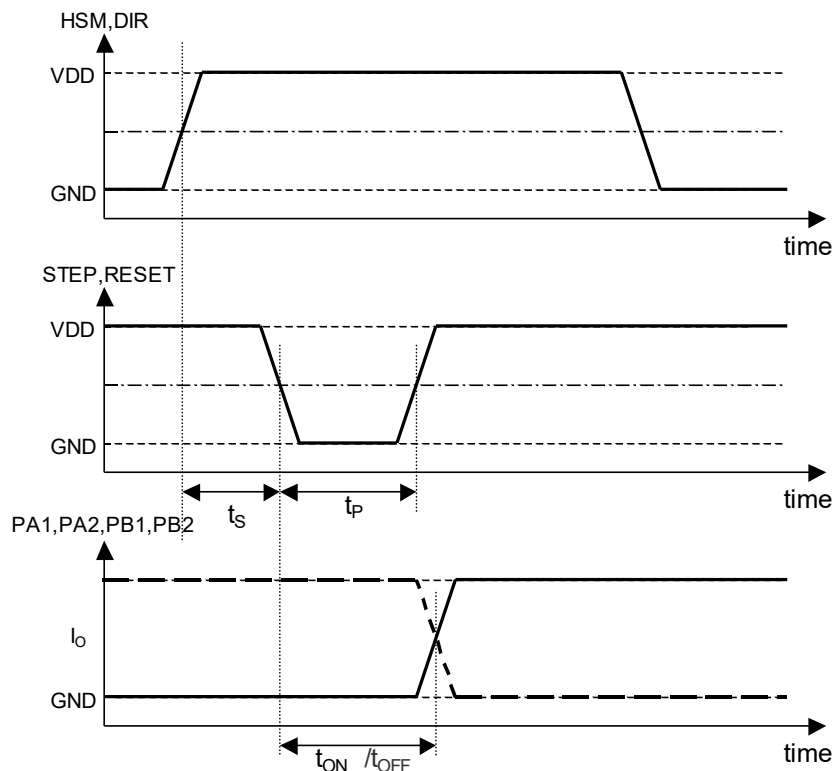 HSM,DIR
VDD
GND
time
STEP,RESET
VDD
GND
time
tS
tP
PA1,PA2,PB1,PB2
IO
GND
time
tON /tOFF